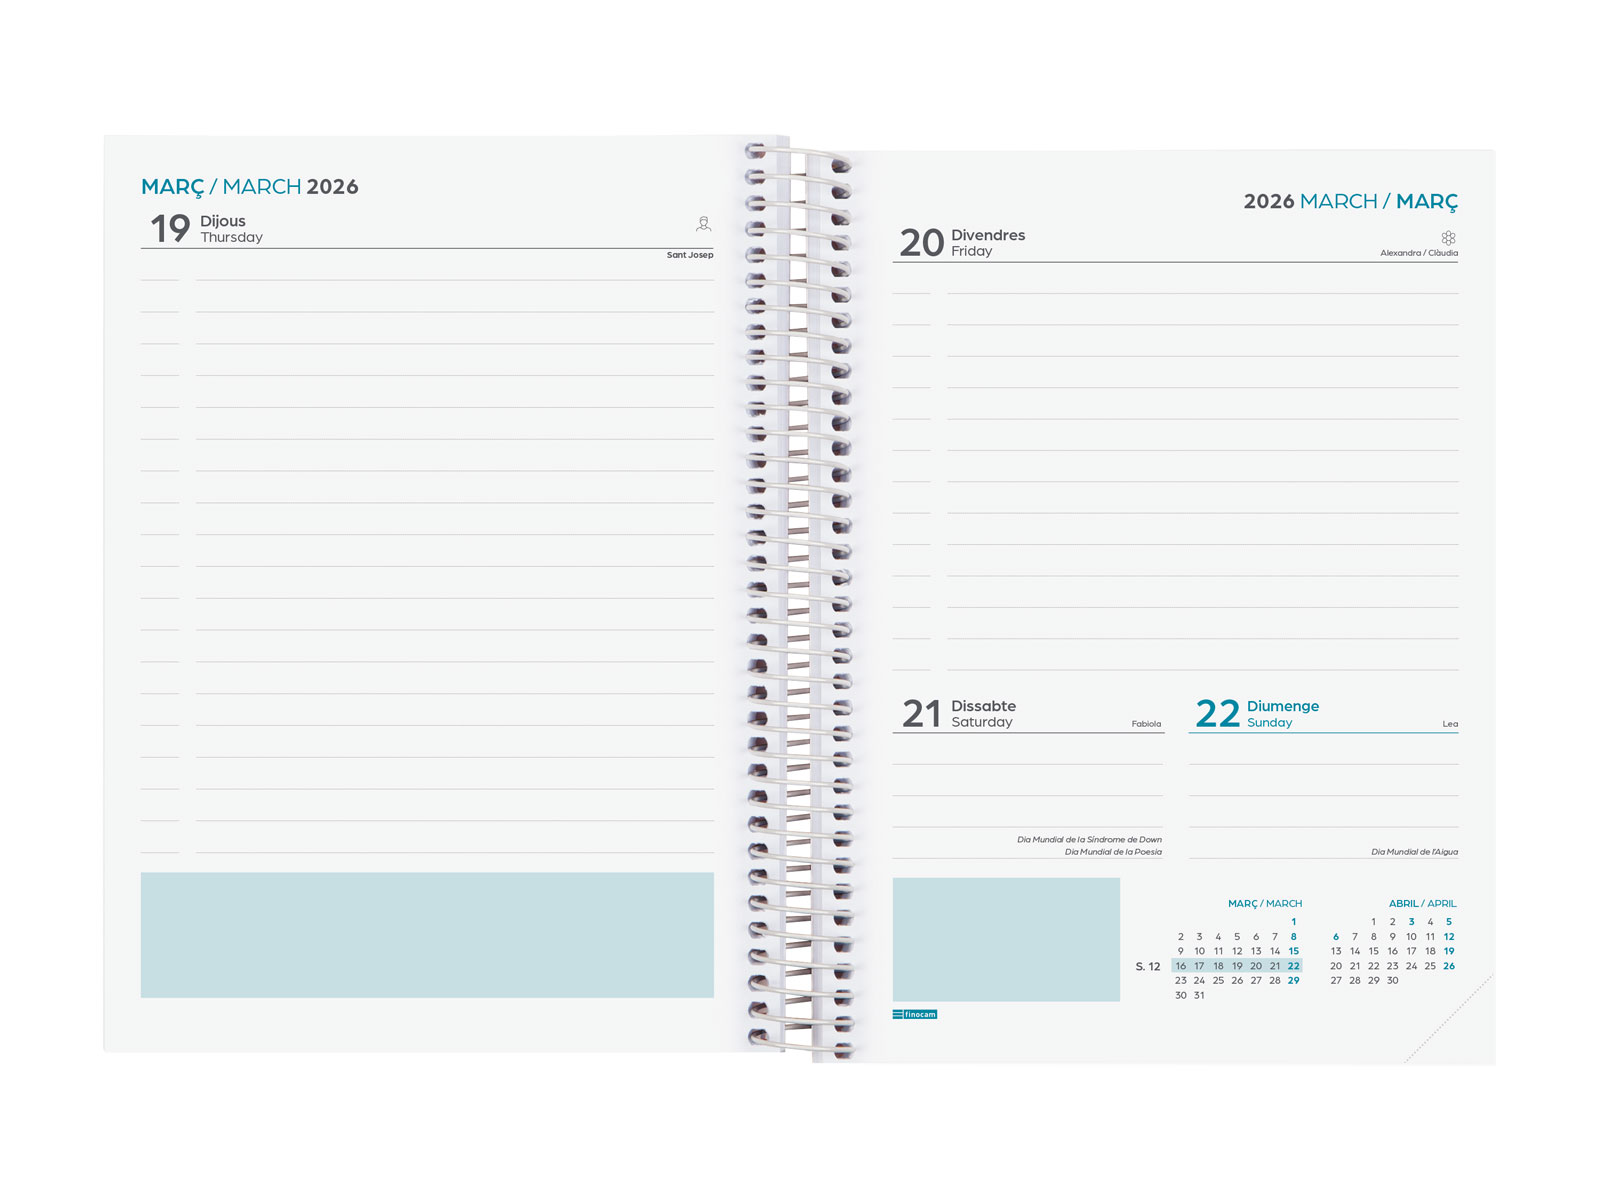 MARÇ / MARCH 2026
19 Dijous
Thursday
Sant Josep
2026 MARCH / MARÇ
20 Divendres
Friday
Alexandra / Clàudia
21 Dissabte
Saturday
Fabiola
Dia Mundial de la Síndrome de Down
Dia Mundial de la Poesia
22 Diumenge
Sunday
Lea
Dia Mundial de l'Aigua
MARÇ / MARCH
1
2 3 4 5 6 7 8
9 10 11 12 13 14 15
S. 12 16 17 18 19 20 21 22
23 24 25 26 27 28 29
30 31
ABRIL / APRIL
1 2 3 4 5
6 7 8 9 10 11 12
13 14 15 16 17 18 19
20 21 22 23 24 25 26
27 28 29 30
finocam